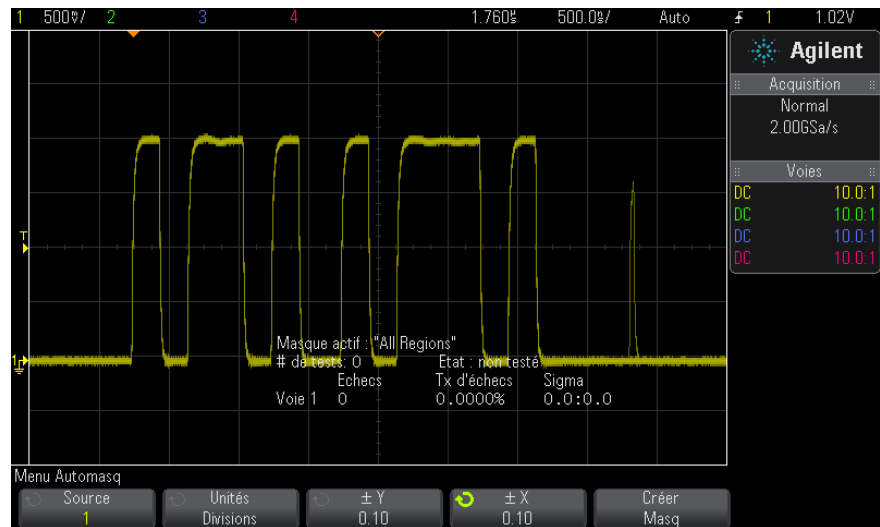 1 500▽/ 2 3 4 1.760s 500.0s/ Auto 1 1.02V
Agilent
Acquisition
Normal
2.00GSa/s
Voies
DC 10.0:1
DC 10.0:1
DC 10.0:1
DC 10.0:1
T
1
Masque actif : "All Regions"
# de tests: 0 Etat : non testé
Echecs Tx d'échecs Sigma
Voie 1 0 0.0000% 0.0:0.0
Menu Automasq
Source Unités ± Y ± X Créer
1 Divisions 0.10 0.10 Masq